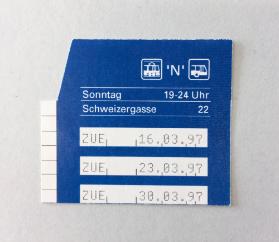 'N'
Sonntag 19-24 Uhr
Schweizergasse 22
ZUE 16.03.97
ZUE 23.03.97
ZUE 30.03.97